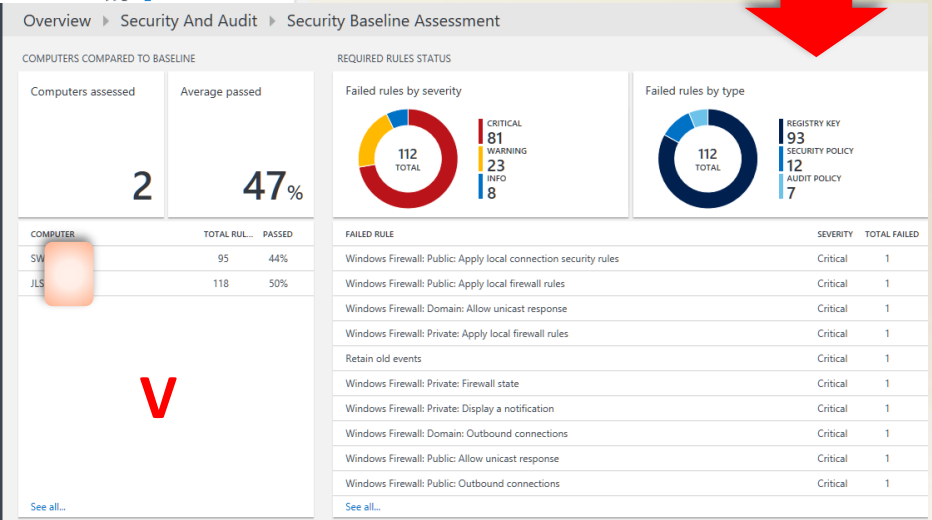 Overview Security And Audit Security Baseline Assessment
COMPUTERS COMPARED TO BASELINE
Computers assessed
2
Average passed
47%
COMPUTER TOTAL RUL... PASSED
SW 95 44%
JLS 118 50%
V
See all...
REQUIRED RULES STATUS
Failed rules by severity
112
TOTAL
CRITICAL
81
WARNING
23
INFO
8
Failed rules by type
112
TOTAL
REGISTRY KEY
93
SECURITY POLICY
12
AUDIT POLICY
7
FAILED RULE SEVERITY TOTAL FAILED
Windows Firewall: Public: Apply local connection security rules Critical 1
Windows Firewall: Public: Apply local firewall rules Critical 1
Windows Firewall: Domain: Allow unicast response Critical 1
Windows Firewall: Private: Apply local firewall rules Critical 1
Retain old events Critical 1
Windows Firewall: Private: Firewall state Critical 1
Windows Firewall: Private: Display a notification Critical 1
Windows Firewall: Domain: Outbound connections Critical 1
Windows Firewall: Public: Allow unicast response Critical 1
Windows Firewall: Public: Outbound connections Critical 1
See all...